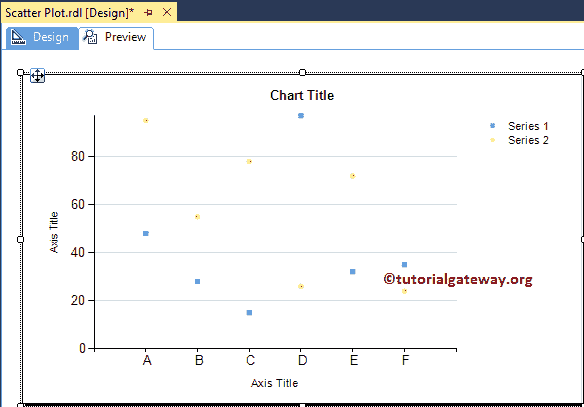 Scatter Plot.rdl [Design]*
Design
Preview
Chart Title
Series 1
Series 2
80
60
40
20
0
Axis Title
A B C D E F
Axis Title
©tutorialgateway.org